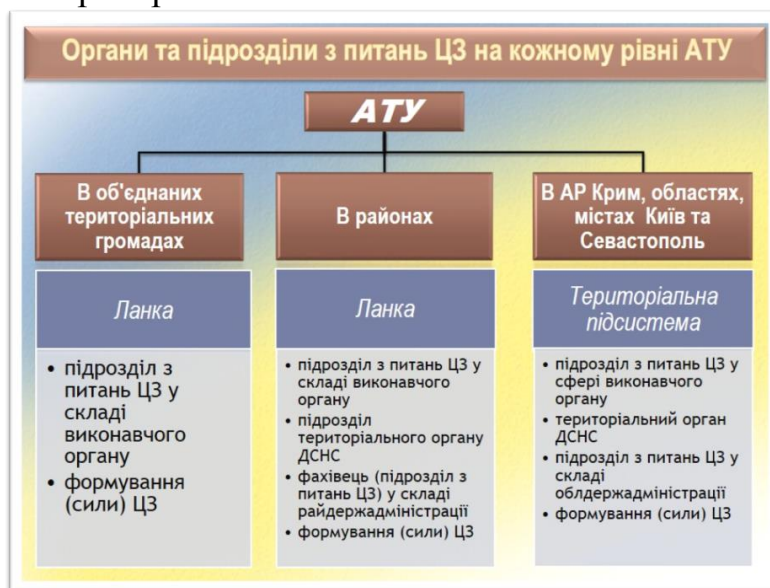 Органи та підрозділи з питань ЦЗ на кожному рівні АТУ
АТУ
В об'єднаних
територіальних
громадах
Ланка
• підрозділ з
питань ЦЗ у
складі
виконавчого
органу
• формування
(сили) ЦЗ
В районах
Ланка
• підрозділ з питань ЦЗ у
складі виконавчого
органу
• підрозділ
територіального органу
ДСНС
• фахівець (підрозділ з
питань ЦЗ) у складі
райдержадміністрації
• формування (сили) ЦЗ
В АР Крим, областях,
містах Київ та
Севастополь
Територіальна
підсистема
• підрозділ з питань ЦЗ у
сфері виконавчого
органу
• територіальний орган
ДСНС
• підрозділ з питань ЦЗ у
складі
облдержадміністрації
• формування (сили) ЦЗ